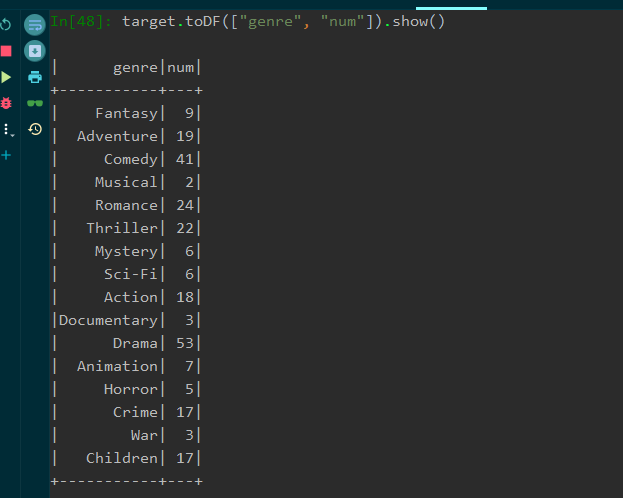 In[48]: target.toDF(["genre", "num"]).show()
|      genre|num|
+-----------+---+
|    Fantasy|  9|
|  Adventure| 19|
|     Comedy| 41|
|    Musical|  2|
|    Romance| 24|
|   Thriller| 22|
|    Mystery|  6|
|     Sci-Fi|  6|
|     Action| 18|
|Documentary|  3|
|      Drama| 53|
|  Animation|  7|
|     Horror|  5|
|      Crime| 17|
|        War|  3|
|   Children| 17|
+-----------+---+